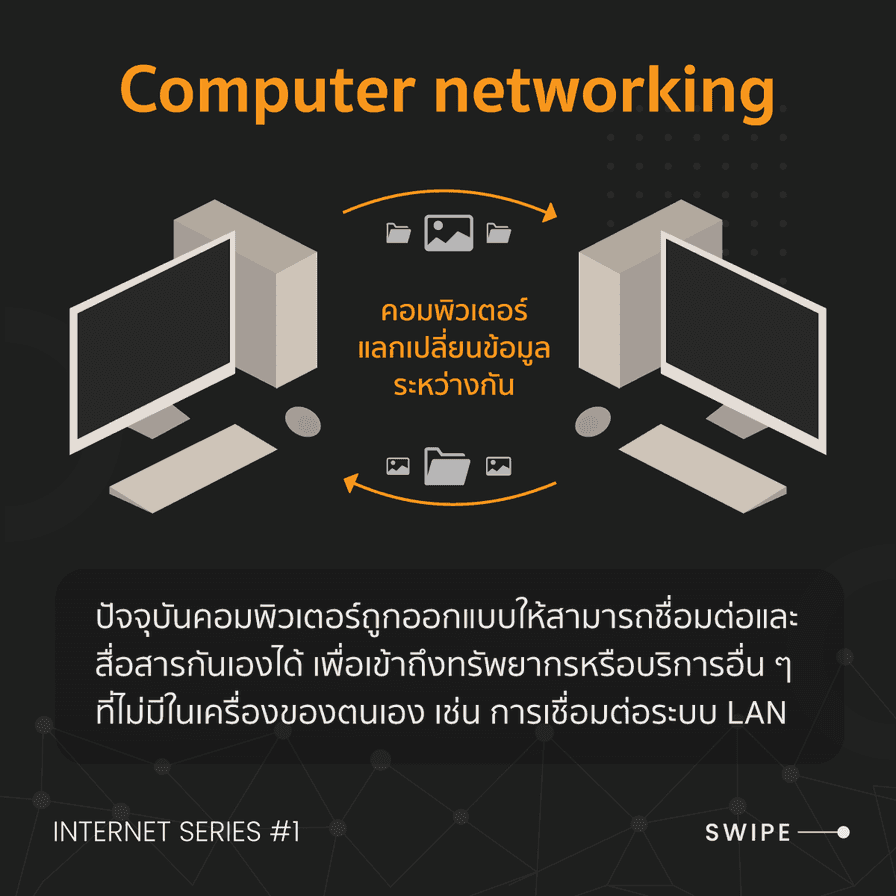 Computer networking
คอมพิวเตอร์
แลกเปลี่ยนข้อมูล
ระหว่างกัน
ปัจจุบันคอมพิวเตอร์ถูกออกแบบให้สามารถชื่อมต่อและ
สื่อสารกันเองได้ เพื่อเข้าถึงทรัพยากรหรือบริการอื่น ๆ
ที่ไม่มีในเครื่องของตนเอง เช่น การเชื่อมต่อระบบ LAN
INTERNET SERIES #1
SWIPE